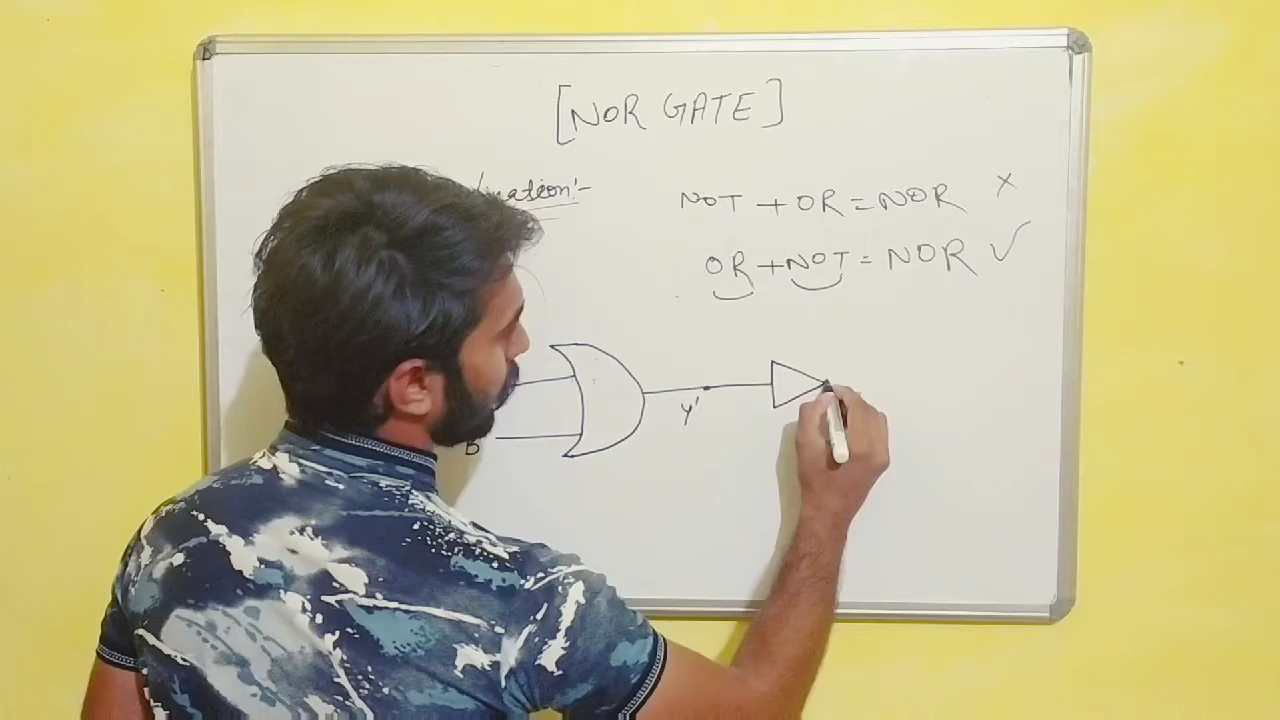 [NOR GATE]
NOT + OR = NOR ×
OR + NOT = NOR ✓
y'
B